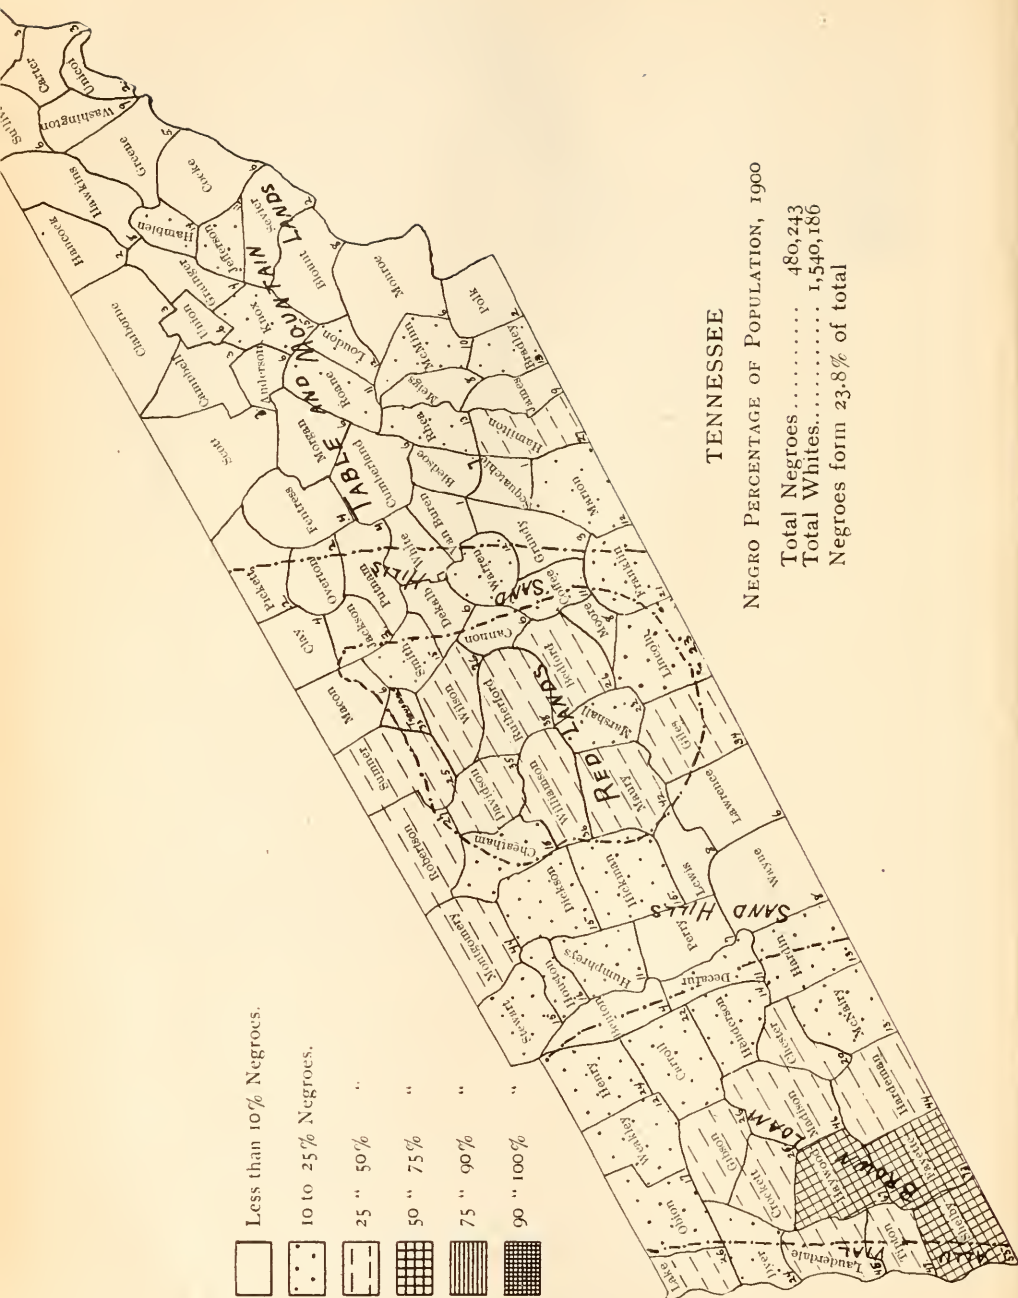 TENNESSEE
NEGRO PERCENTAGE OF POPULATION, 1900
Total Negroes .......... 480,243
Total Whites .......... 1,540,186
Negroes form 23.8% of total
Less than 10% Negroes.
10 to 25% Negroes.
25 " 50% "
50 " 75% "
75 " 90% "
90 " 100% "
TABLE AND MOUNTAIN LANDS
SAND HILLS
RED LANDS
SAND HILLS
BROWN LOAM
ALLUVIAL
Carter
Unicoi
Washington
Greene
Cocke
Hawkins
Hancock
Hamblen
Jefferson
Sevier
Grainger
Claiborne
Union
Knox
Blount
Monroe
Polk
Campbell
Anderson
Loudon
McMinn
Bradley
Scott
Morgan
Roane
Meigs
James
Rhea
Hamilton
Fentress
Cumberland
Bledsoe
Sequatchie
Marion
Van Buren
White
Grundy
Pickett
Overton
Putnam
Warren
Franklin
Coffee
Clay
Jackson
Dekalb
Cannon
Moore
Lincoln
Smith
Macon
Wilson
Rutherford
Bedford
Marshall
Giles
Sumner
Davidson
Williamson
Maury
Lawrence
Robertson
Cheatham
Dickson
Hickman
Lewis
Wayne
Montgomery
Stewart
Houston
Humphreys
Perry
Decatur
Hardin
Benton
Henry
Carroll
Henderson
Chester
McNairy
Weakley
Gibson
Madison
Hardeman
Obion
Crockett
Haywood
Fayette
Lake
Dyer
Lauderdale
Tipton
Shelby